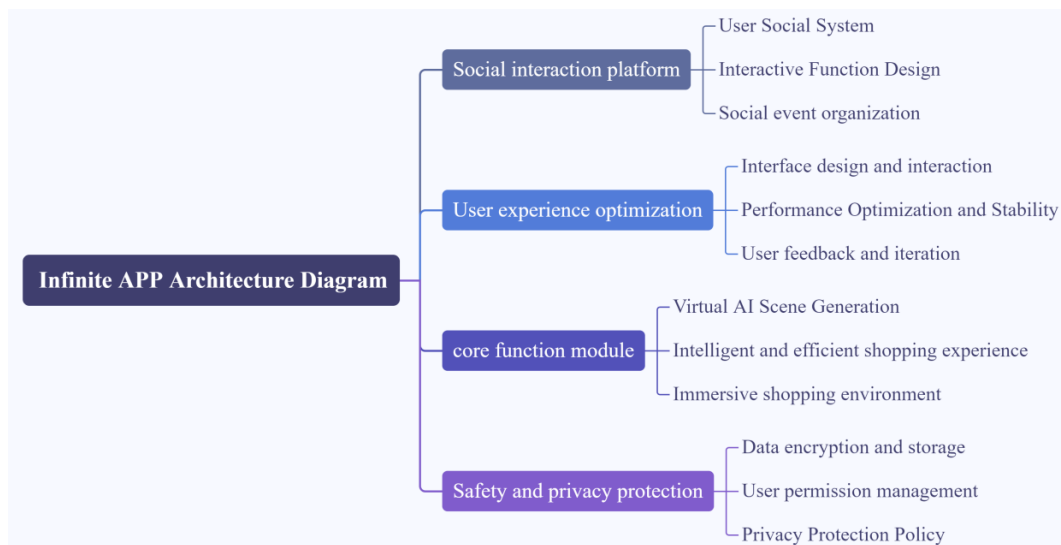 Infinite APP Architecture Diagram
Social interaction platform
User Social System
Interactive Function Design
Social event organization
User experience optimization
Interface design and interaction
Performance Optimization and Stability
User feedback and iteration
core function module
Virtual AI Scene Generation
Intelligent and efficient shopping experience
Immersive shopping environment
Safety and privacy protection
Data encryption and storage
User permission management
Privacy Protection Policy